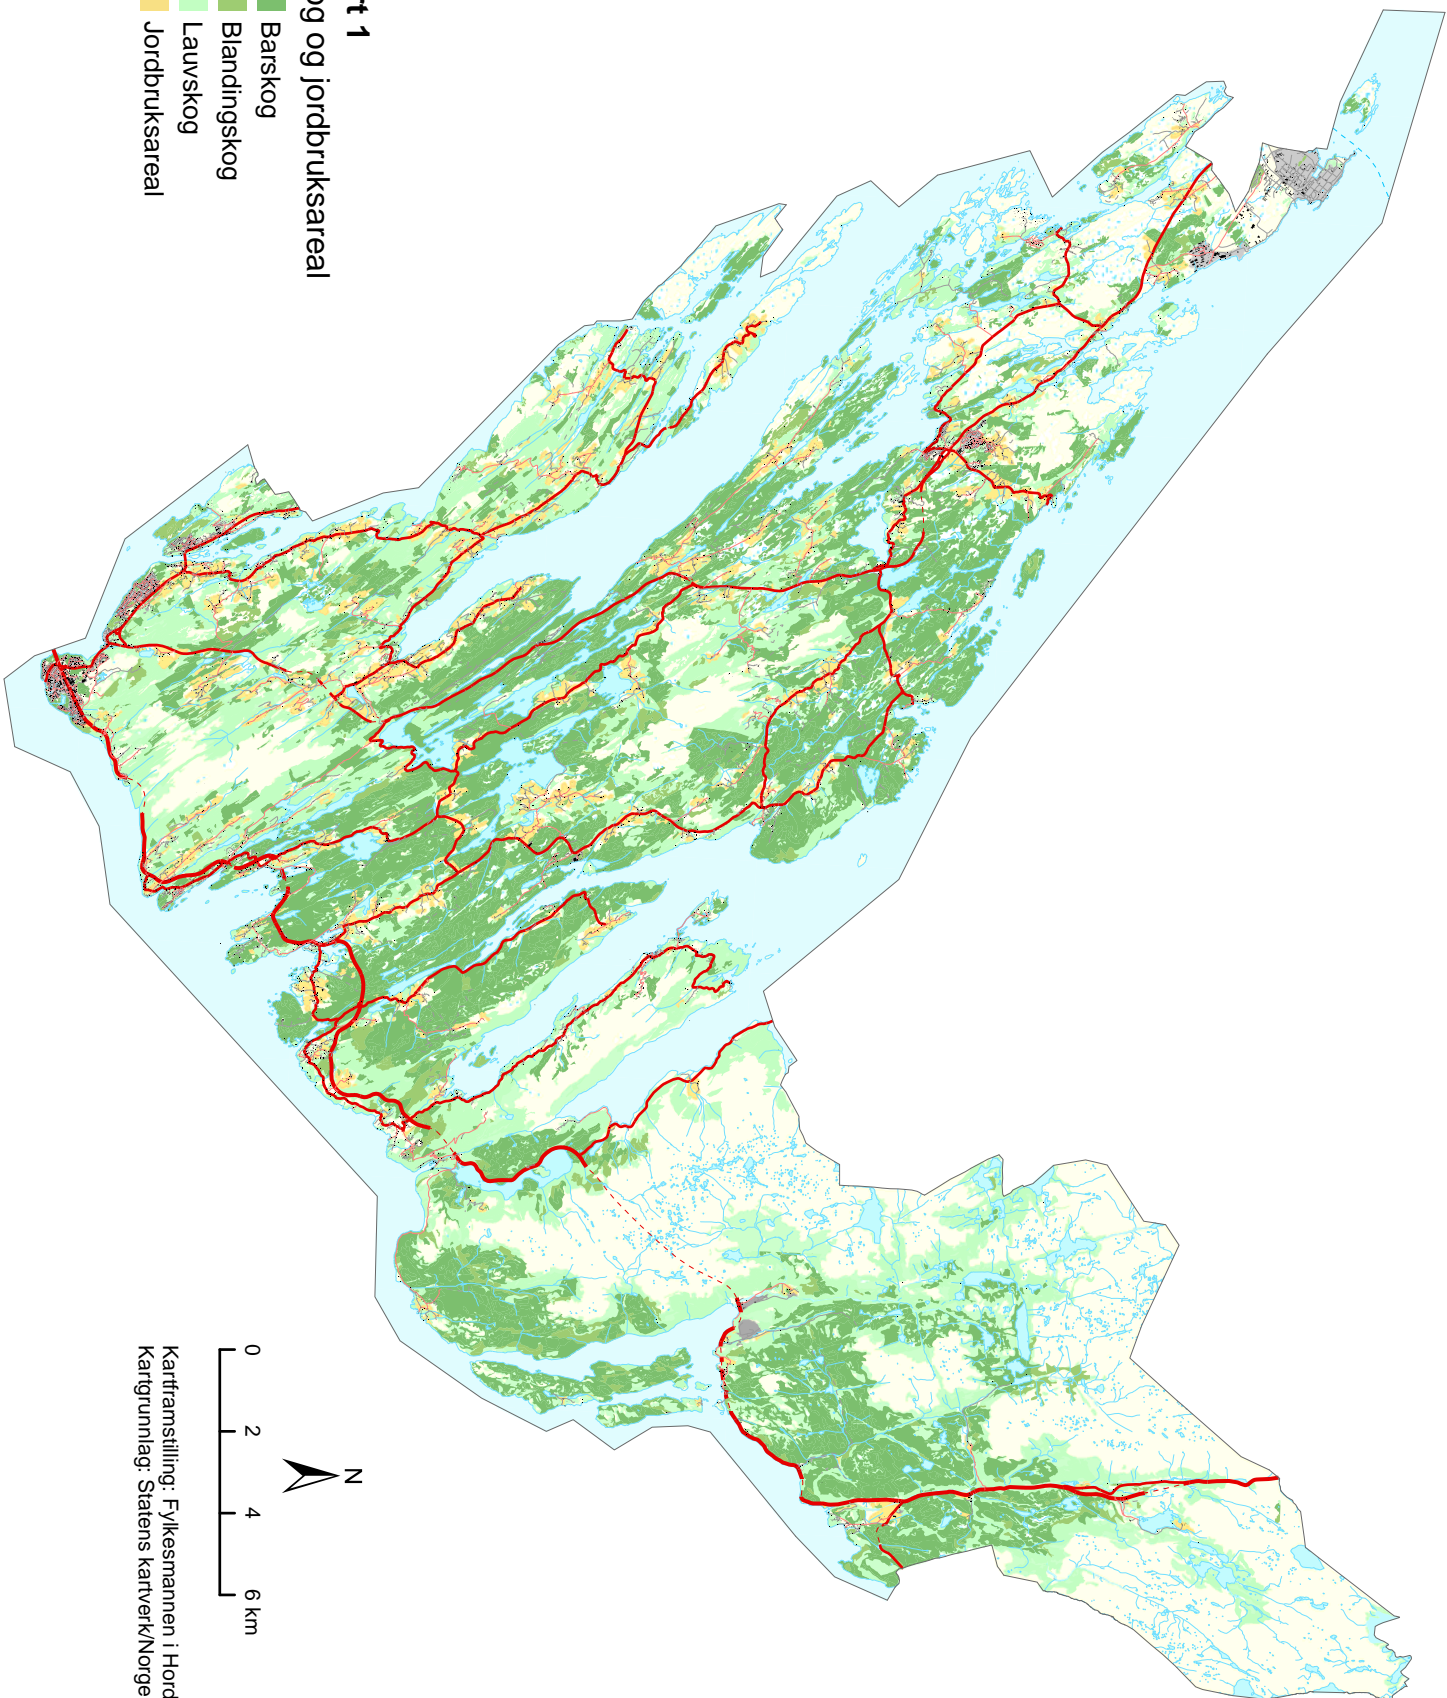 rt 1
og og jordbruksareal
Barskog
Blandingskog
Lauvskog
Jordbruksareal
N
0 2 4 6 km
Kartframstilling: Fylkesmannen i Hord
Kartgrunnlag: Statens kartverk/Norge